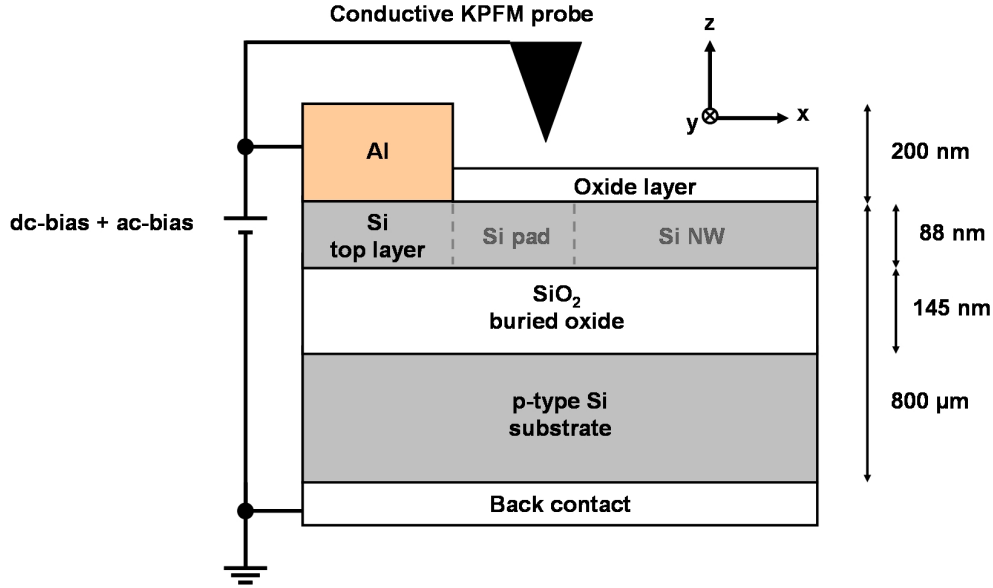 Conductive KPFM probe
z
y
x
Al
200 nm
Oxide layer
dc-bias + ac-bias
Si
top layer
Si pad
Si NW
88 nm
SiO₂
buried oxide
145 nm
p-type Si
substrate
800 µm
Back contact